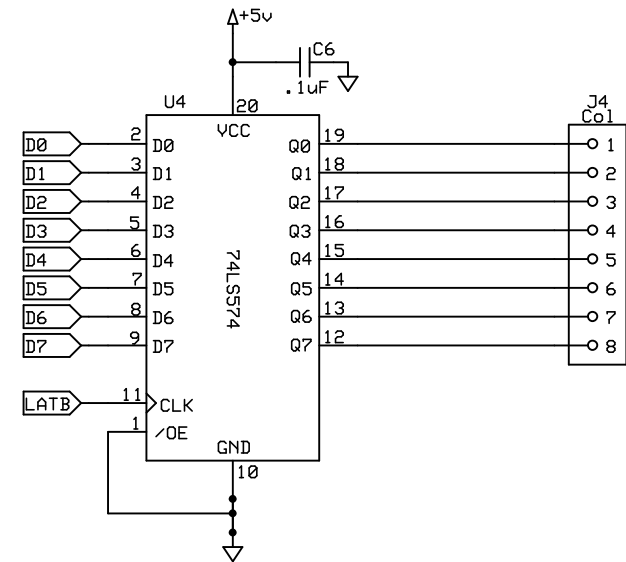 +5v
C6
.1uF
U4
20
VCC
J4
Col
D0 2 D0 Q0 19 1
D1 3 D1 Q1 18 2
D2 4 D2 Q2 17 3
D3 5 D3 Q3 16 4
D4 6 D4 Q4 15 5
D5 7 D5 Q5 14 6
D6 8 D6 Q6 13 7
D7 9 D7 Q7 12 8
74LS574
LATB 11 CLK
1 /OE
GND
10